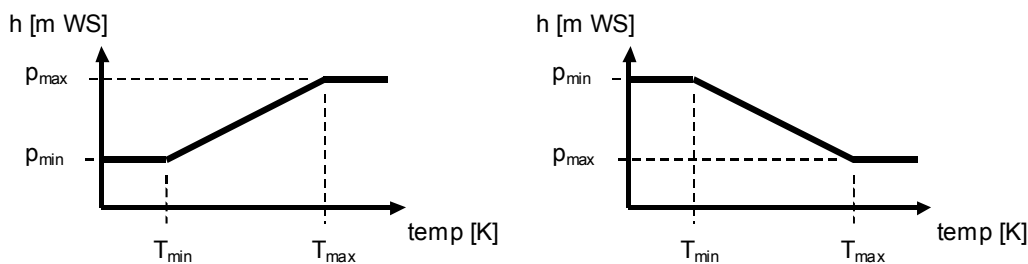 h [m WS]
pmax
pmin
Tmin
Tmax
temp [K]
h [m WS]
pmin
pmax
Tmin
Tmax
temp [K]